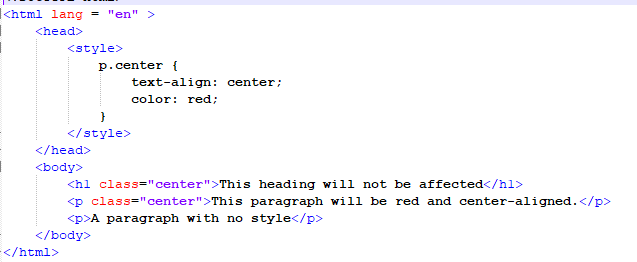 <html lang = "en" >
<head>
<style>
p.center {
text-align: center;
color: red;
}
</style>
</head>
<body>
<h1 class="center">This heading will not be affected</h1>
<p class="center">This paragraph will be red and center-aligned.</p>
<p>A paragraph with no style</p>
</body>
</html>